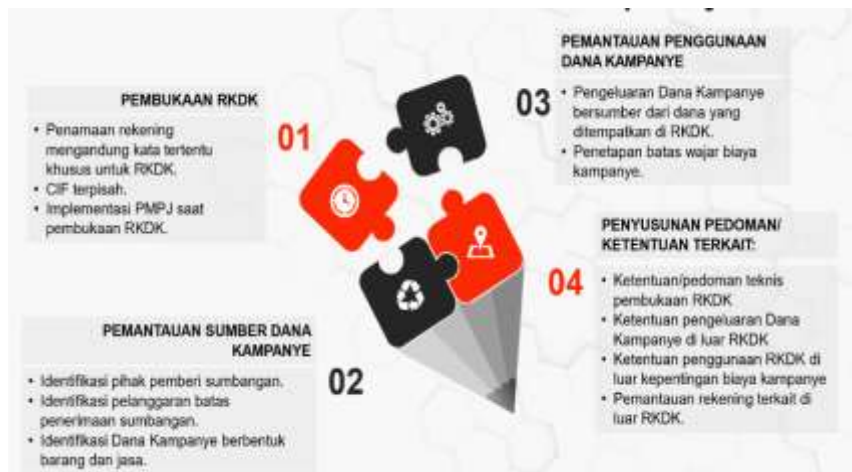 PEMBUKAAN RKDK
• Penamaan rekening
mengandung kata tertentu
khusus untuk RKDK.
• CIF terpisah.
• Implementasi PMPJ saat
pembukaan RKDK.
01
PEMANTAUAN SUMBER DANA
KAMPANYE
• Identifikasi pihak pemberi sumbangan.
• Identifikasi pelanggaran batas
penerimaan sumbangan.
• Identifikasi Dana Kampanye berbentuk
barang dan jasa.
02
03
PEMANTAUAN PENGGUNAAN
DANA KAMPANYE
• Pengeluaran Dana Kampanye
bersumber dari dana yang
ditempatkan di RKDK.
• Penetapan batas wajar biaya
kampanye.
04
PENYUSUNAN PEDOMAN/
KETENTUAN TERKAIT:
• Ketentuan/pedoman teknis
pembukaan RKDK
• Ketentuan pengeluaran Dana
Kampanye di luar RKDK
• Ketentuan penggunaan RKDK di
luar kepentingan biaya kampanye
• Pemantauan rekening terkait di
luar RKDK.